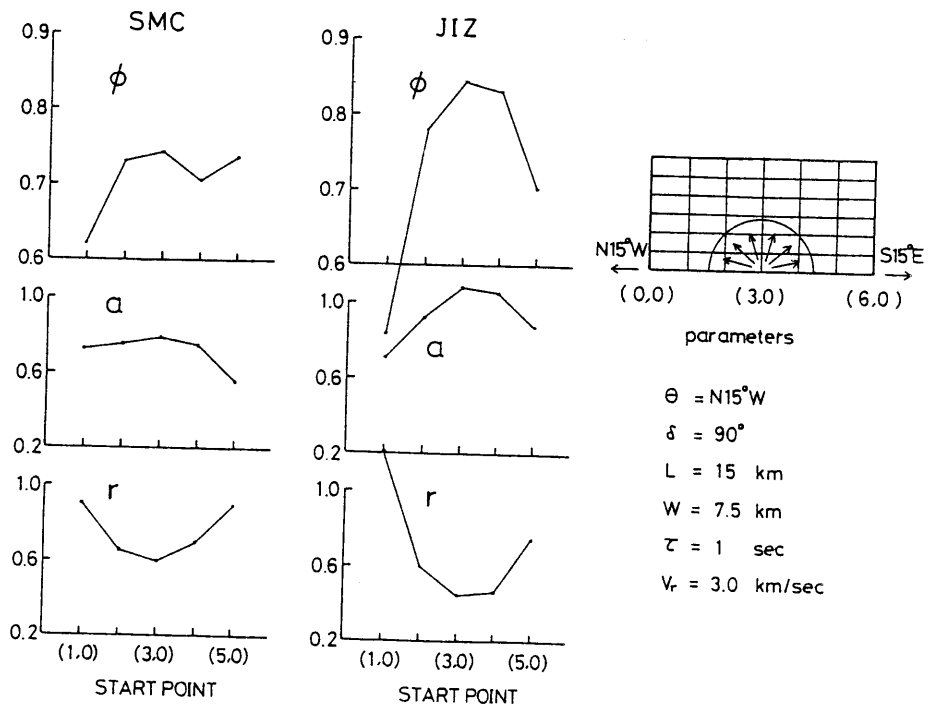 SMC
0.9
ϕ
0.8
0.7
0.6
1.0
a
0.6
0.2
1.0
r
0.6
0.2
(1.0) (3.0) (5.0)
START POINT
JIZ
0.9
ϕ
0.8
0.7
0.6
1.0
a
0.6
0.2
1.0
r
0.6
0.2
(1.0) (3.0) (5.0)
START POINT
N15°W S15°E
(0,0) (3.0) (6.0)
parameters
θ = N15°W
δ = 90°
L = 15 km
W = 7.5 km
τ = 1 sec
Vr = 3.0 km/sec